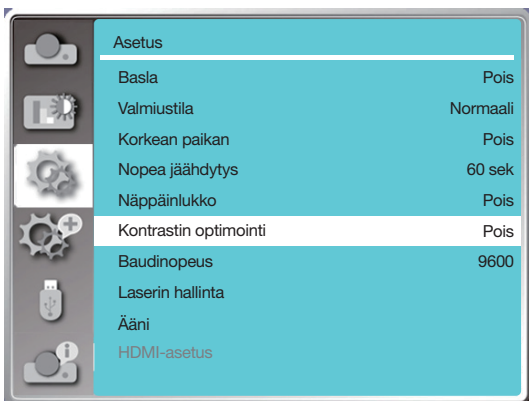 Asetus
Basla Pois
Valmiustila Normaali
Korkean paikan Pois
Nopea jäähdytys 60 sek
Näppäinlukko Pois
Kontrastin optimointi Pois
Baudinopeus 9600
Laserin hallinta
Ääni
HDMI-asetus